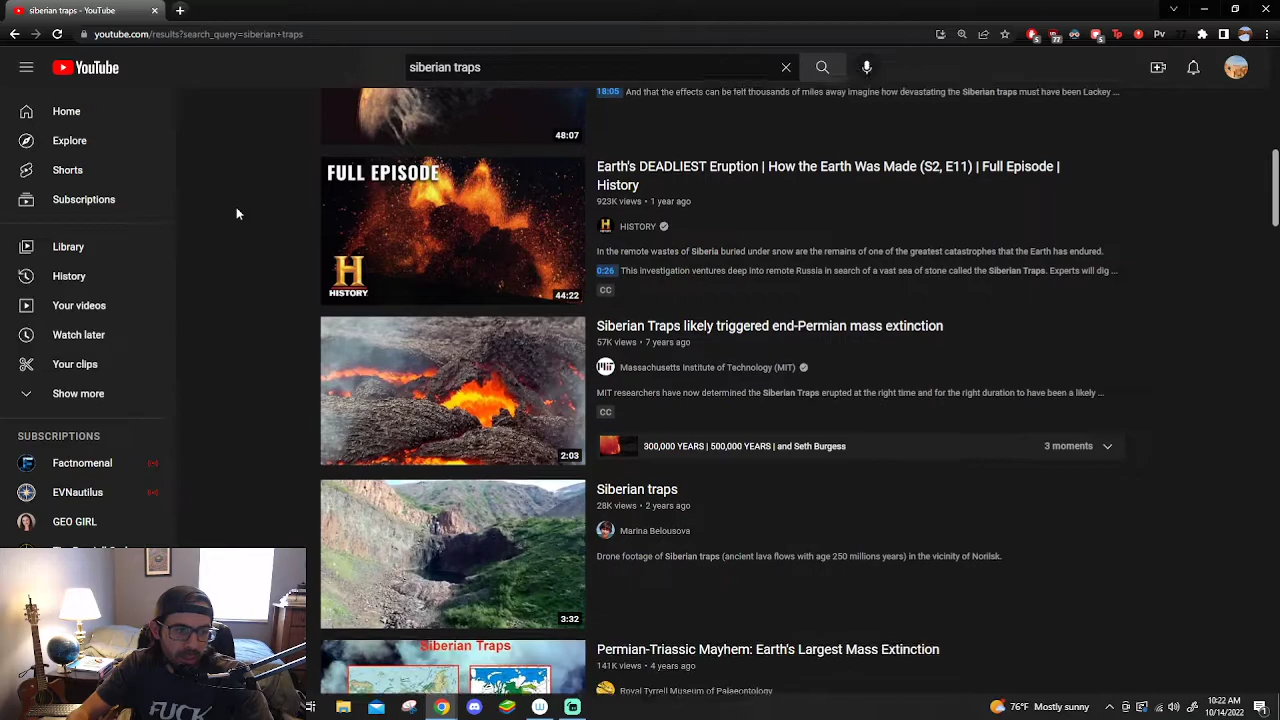 siberian traps - YouTube
youtube.com/results?search_query=siberian+traps
YouTube
siberian traps
Home
Explore
Shorts
Subscriptions
Library
History
Your videos
Watch later
Your clips
Show more
SUBSCRIPTIONS
Factnomenal
EVNautilus
GEO GIRL
48:07
18:05 And that the effects can be felt thousands of miles away imagine how devastating the Siberian traps must have been Lackey ...
FULL EPISODE
HISTORY
44:22
Earth's DEADLIEST Eruption | How the Earth Was Made (S2, E11) | Full Episode |
History
923K views • 1 year ago
HISTORY
In the remote wastes of Siberia buried under snow are the remains of one of the greatest catastrophes that the Earth has endured.
0:26 This investigation ventures deep into remote Russia in search of a vast sea of stone called the Siberian Traps. Experts will dig ...
CC
2:03
Siberian Traps likely triggered end-Permian mass extinction
57K views • 7 years ago
Massachusetts Institute of Technology (MIT)
MIT researchers have now determined the Siberian Traps erupted at the right time and for the right duration to have been a likely ...
CC
300,000 YEARS | 500,000 YEARS | and Seth Burgess
3 moments
3:32
Siberian traps
28K views • 2 years ago
Marina Belousova
Drone footage of Siberian traps (ancient lava flows with age 250 millions years) in the vicinity of Norilsk.
Siberian Traps
Permian-Triassic Mayhem: Earth's Largest Mass Extinction
141K views • 4 years ago
Royal Tyrrell Museum of Palaeontology
FUCK
76°F Mostly sunny
10:22 AM
10/14/2022